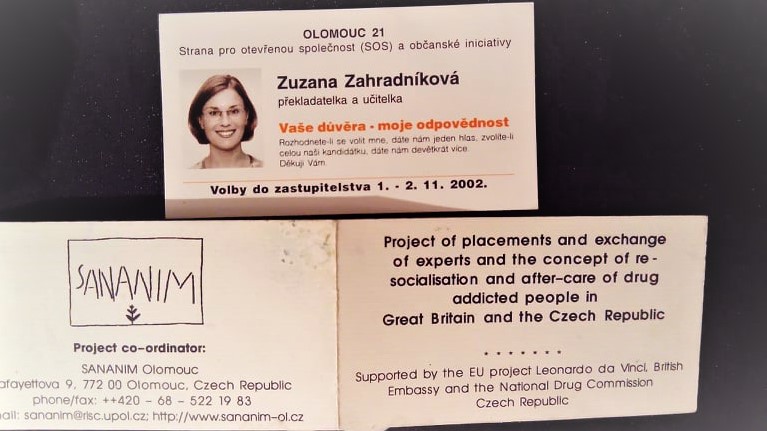 OLOMOUC 21
Strana pro otevřenou společnost (SOS) a občanské iniciativy
Zuzana Zahradníková
překladatelka a učitelka
Vaše důvěra - moje odpovědnost
Rozhodnete-li se volit mne, dáte nám jeden hlas, zvolíte-li
celou naši kandidátku, dáte nám devětkrát více.
Děkuji Vám.
Volby do zastupitelstva 1. - 2. 11. 2002.
SANANIM
Project co-ordinator:
SANANIM Olomouc
afayettova 9, 772 00 Olomouc, Czech Republic
phone/fax: ++420 - 68 - 522 19 83
ail: sananim@risc.upol.cz; http://www.sananim-ol.cz
Project of placements and exchange
of experts and the concept of re -
socialisation and after-care of drug
addicted people in
Great Britain and the Czech Republic
. . . . . . .
Supported by the EU project Leonardo da Vinci, British
Embassy and the National Drug Commission
Czech Republic